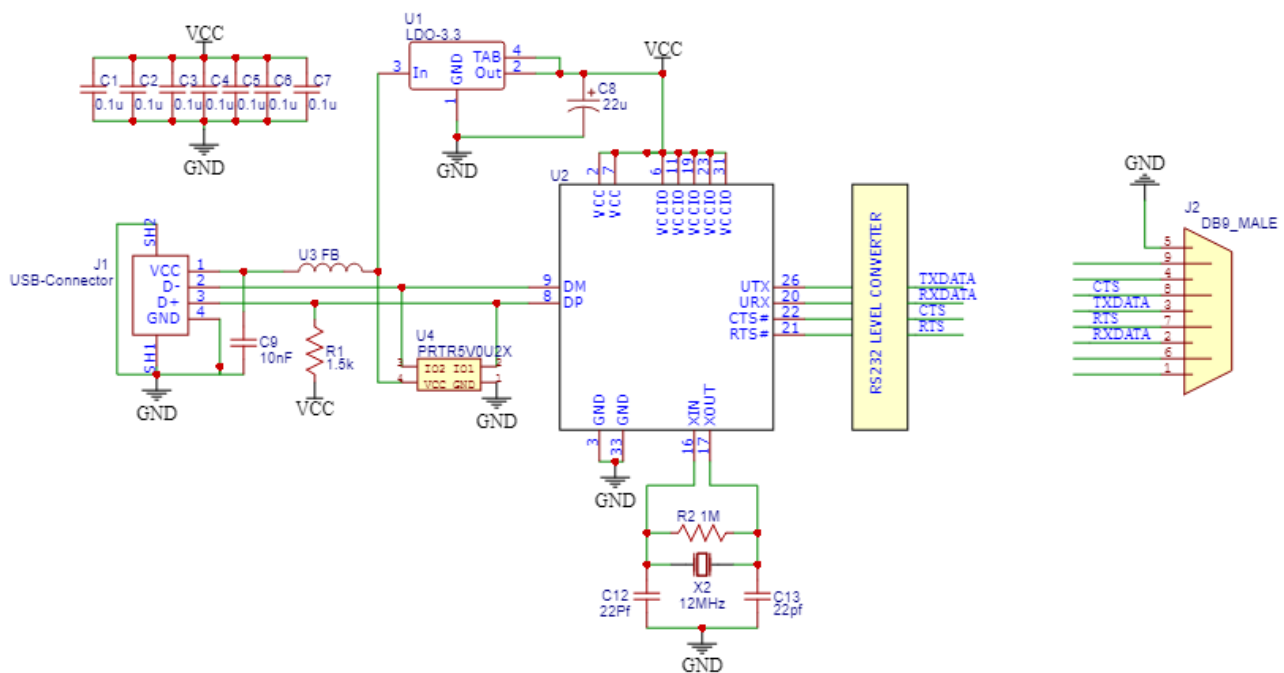 VCC
C1
C2
C3
C4
C5
C6
C7
0.1u
0.1u
0.1u
0.1u
0.1u
0.1u
0.1u
GND
U1
LDO-3.3
3
In
GND
TAB
Out
4
2
1
C8
22u
GND
VCC
U2
2
7
6
11
19
23
31
VCC
VCC
VCCIO
VCCIO
VCCIO
VCCIO
VCCIO
J1
USB-Connector
SH2
VCC
1
D-
2
D+
3
GND
4
SH1
GND
C9
10nF
U3 FB
R1
1.5k
VCC
U4
PRTR5V0U2X
3
IO2
IO1
2
4
VCC
GND
1
GND
9
DM
8
DP
UTX
26
URX
20
CTS#
22
RTS#
21
GND
GND
3
33
GND
XIN
XOUT
16
17
R2 1M
X2
12MHz
C12
22Pf
C13
22pf
GND
RS232 LEVEL CONVERTER
TXDATA
RXDATA
CTS
RTS
GND
J2
DB9_MALE
5
9
4
CTS
8
TXDATA
3
RTS
7
RXDATA
2
6
1